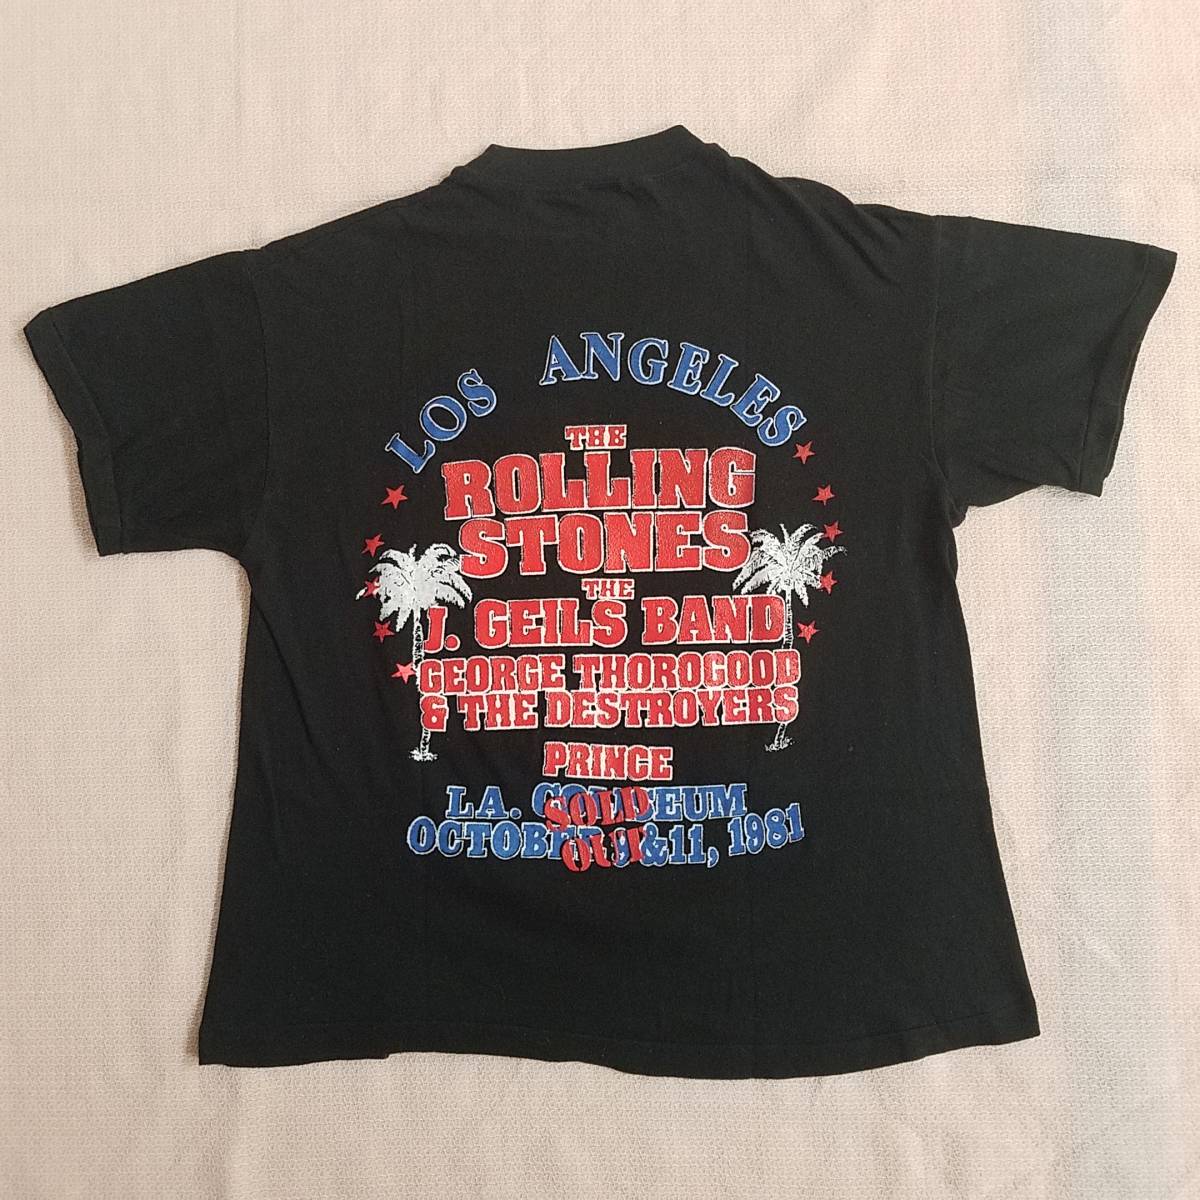 LOS ANGELES
THE
ROLLING
STONES
THE
J. GEILS BAND
GEORGE THOROGOOD
& THE DESTROYERS
PRINCE
L.A. COLISEUM
OCTOBER 9 & 11, 1981
SOLD
OUT